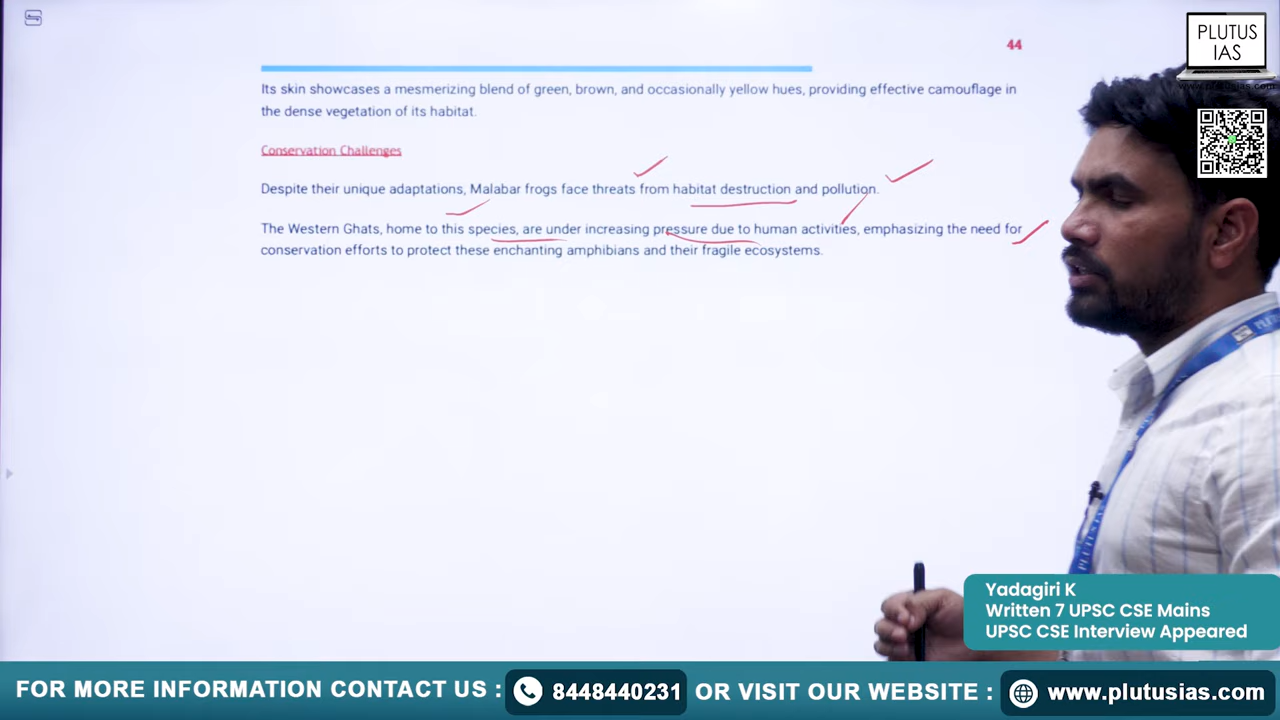 PLUTUS
IAS
www.plutusias.com
44
Its skin showcases a mesmerizing blend of green, brown, and occasionally yellow hues, providing effective camouflage in
the dense vegetation of its habitat.
Conservation Challenges
Despite their unique adaptations, Malabar frogs face threats from habitat destruction and pollution.
The Western Ghats, home to this species, are under increasing pressure due to human activities, emphasizing the need for
conservation efforts to protect these enchanting amphibians and their fragile ecosystems.
Yadagiri K
Written 7 UPSC CSE Mains
UPSC CSE Interview Appeared
FOR MORE INFORMATION CONTACT US : 8448440231 OR VISIT OUR WEBSITE : www.plutusias.com